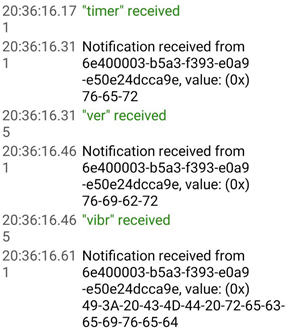 20:36:16.17 "timer" received
1
20:36:16.31 Notification received from
1 6e400003-b5a3-f393-e0a9
-e50e24dcca9e, value: (0x)
76-65-72
20:36:16.31 "ver" received
5
20:36:16.46 Notification received from
1 6e400003-b5a3-f393-e0a9
-e50e24dcca9e, value: (0x)
76-69-62-72
20:36:16.46 "vibr" received
5
20:36:16.61 Notification received from
1 6e400003-b5a3-f393-e0a9
-e50e24dcca9e, value: (0x)
49-3A-20-43-4D-44-20-72-65-63-
65-69-76-65-64